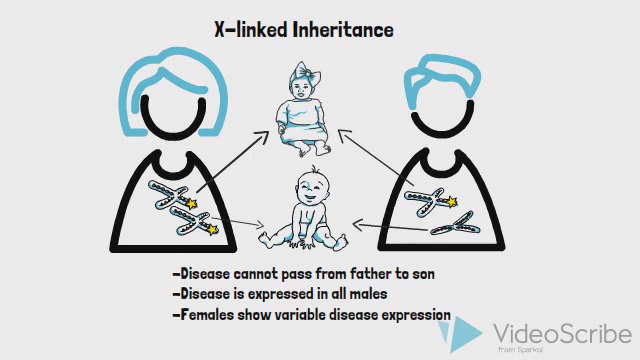 X-linked Inheritance
-Disease cannot pass from father to son
-Disease is expressed in all males
-Females show variable disease expression
VideoScribe
from Sparkol